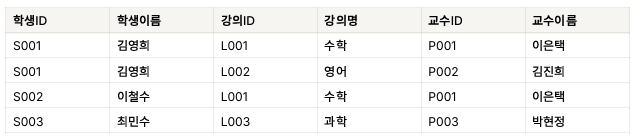 학생ID 학생이름 강의ID 강의명 교수ID 교수이름
S001 김영희 L001 수학 P001 이은택
S001 김영희 L002 영어 P002 김진희
S002 이철수 L001 수학 P001 이은택
S003 최민수 L003 과학 P003 박현정